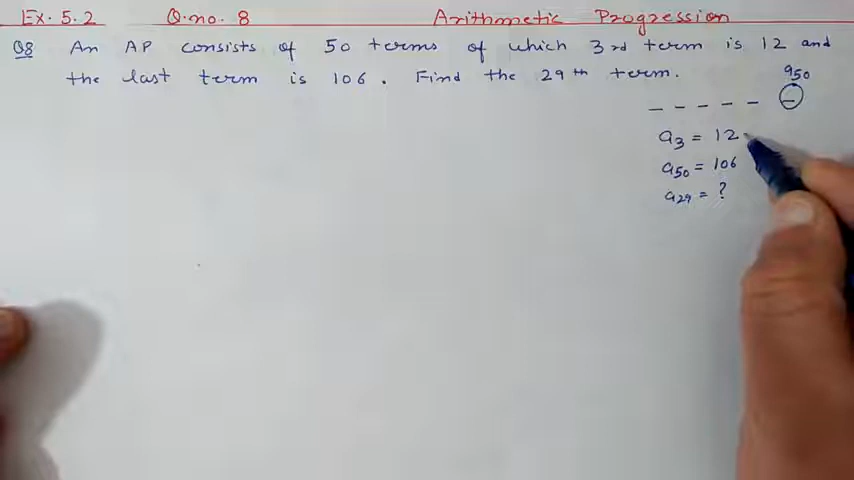 Ex. 5.2 Q.no. 8 Arithmetic Progression
Q8 An AP consists of 50 terms of which 3rd term is 12 and
the last term is 106. Find the 29th term.
a50
a3 = 12
a50 = 106
a29 = ?